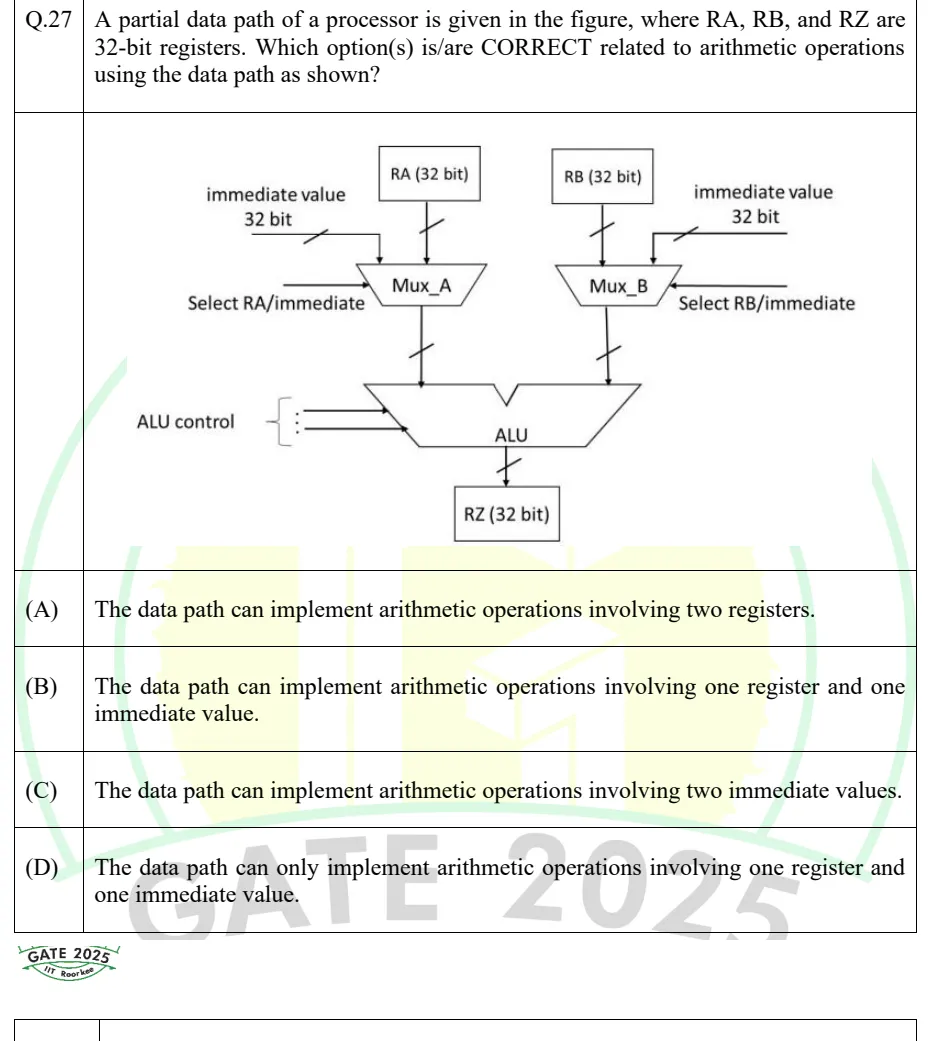 Q.27 A partial data path of a processor is given in the figure, where RA, RB, and RZ are
32-bit registers. Which option(s) is/are CORRECT related to arithmetic operations
using the data path as shown?
RA (32 bit)
RB (32 bit)
immediate value
32 bit
immediate value
32 bit
Mux_A
Mux_B
Select RA/immediate
Select RB/immediate
ALU control
ALU
RZ (32 bit)
(A) The data path can implement arithmetic operations involving two registers.
(B) The data path can implement arithmetic operations involving one register and one
immediate value.
(C) The data path can implement arithmetic operations involving two immediate values.
(D) The data path can only implement arithmetic operations involving one register and
one immediate value.
GATE 2025
GATE 2025
IIT Roorkee